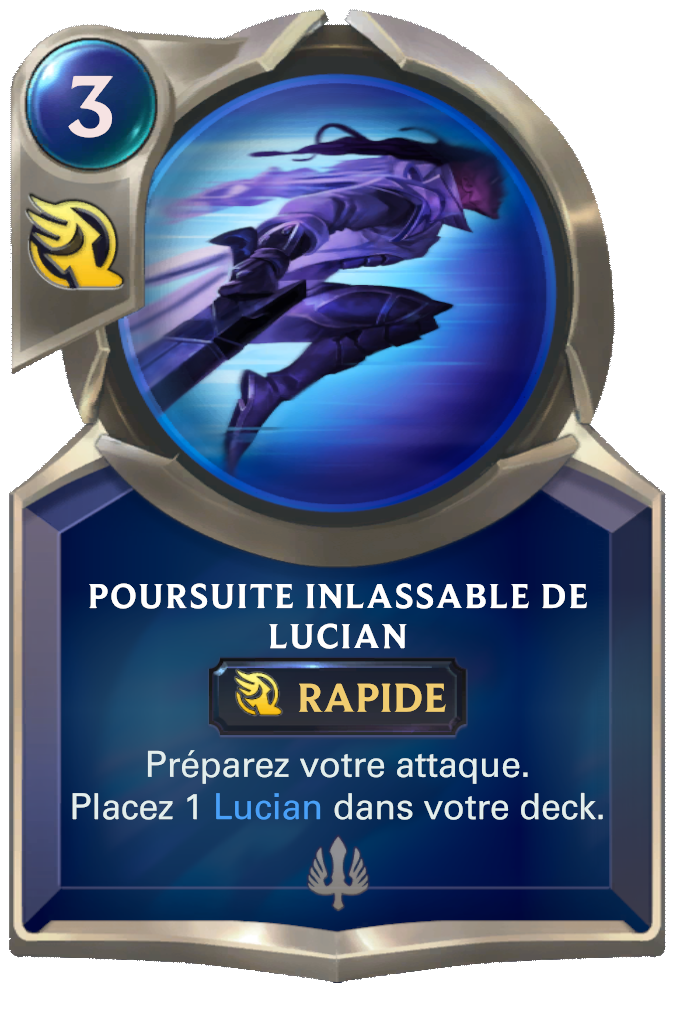 3
POURSUITE INLASSABLE DE
LUCIAN
RAPIDE
Préparez votre attaque.
Placez 1 Lucian dans votre deck.